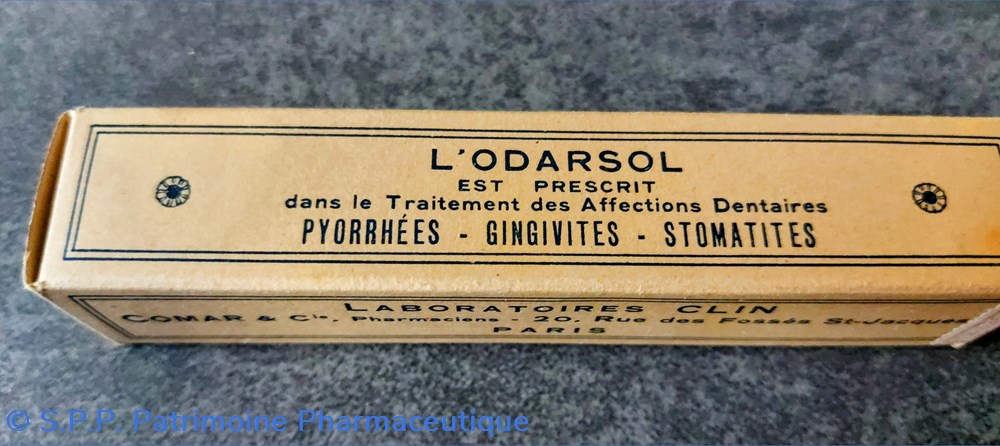 L'ODARSOL
EST PRESCRIT
dans le Traitement des Affections Dentaires
PYORRHÉES - GINGIVITES - STOMATITES
LABORATOIRES CLIN
COMAR & Cie, Pharmaciens - 20, Rue des Fossés St-Jacques
PARIS
© S.P.P. Patrimoine Pharmaceutique